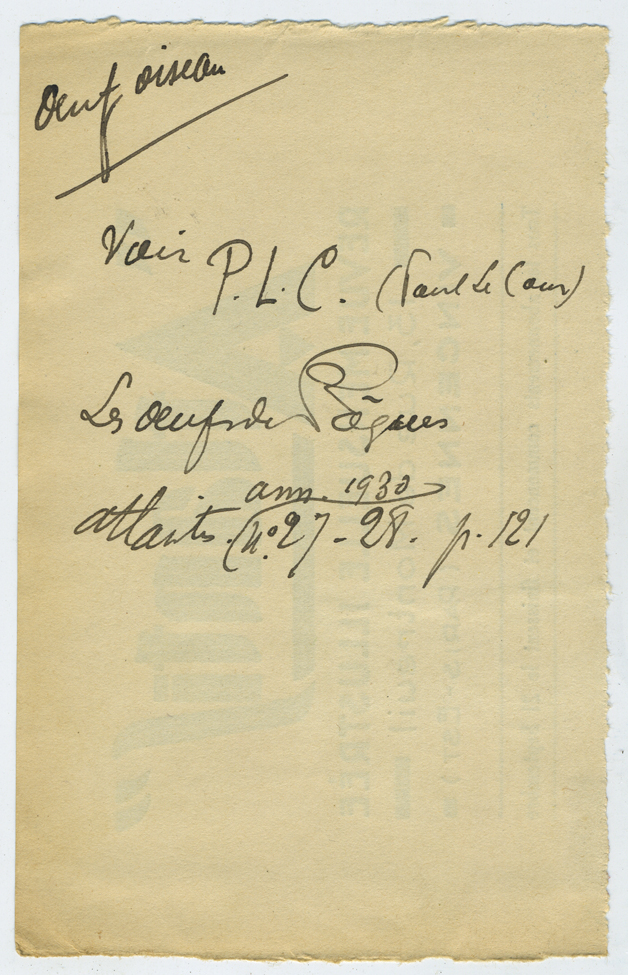 Oeuf oiseau
Voir P. L. C. (Paul Le Cour)
Les oeufs de Pâques
ann. 1930
atlantis. (n° 27 - 28. p. 121